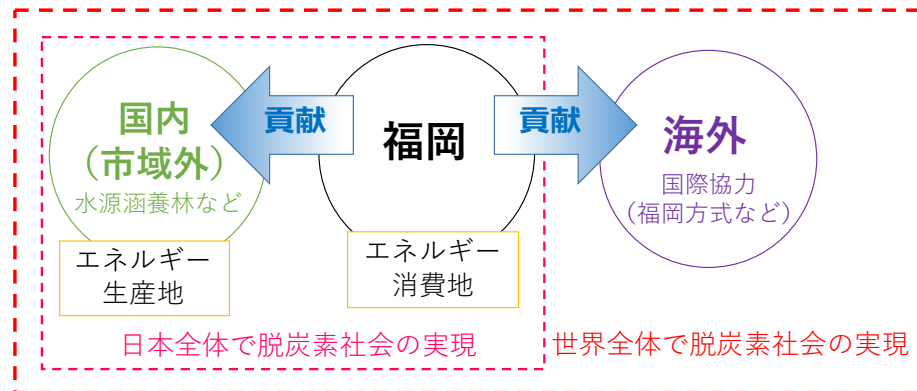 国内
(市域外)
水源涵養林など
エネルギー
生産地
貢献
福岡
エネルギー
消費地
貢献
海外
国際協力
(福岡方式など)
日本全体で脱炭素社会の実現
世界全体で脱炭素社会の実現